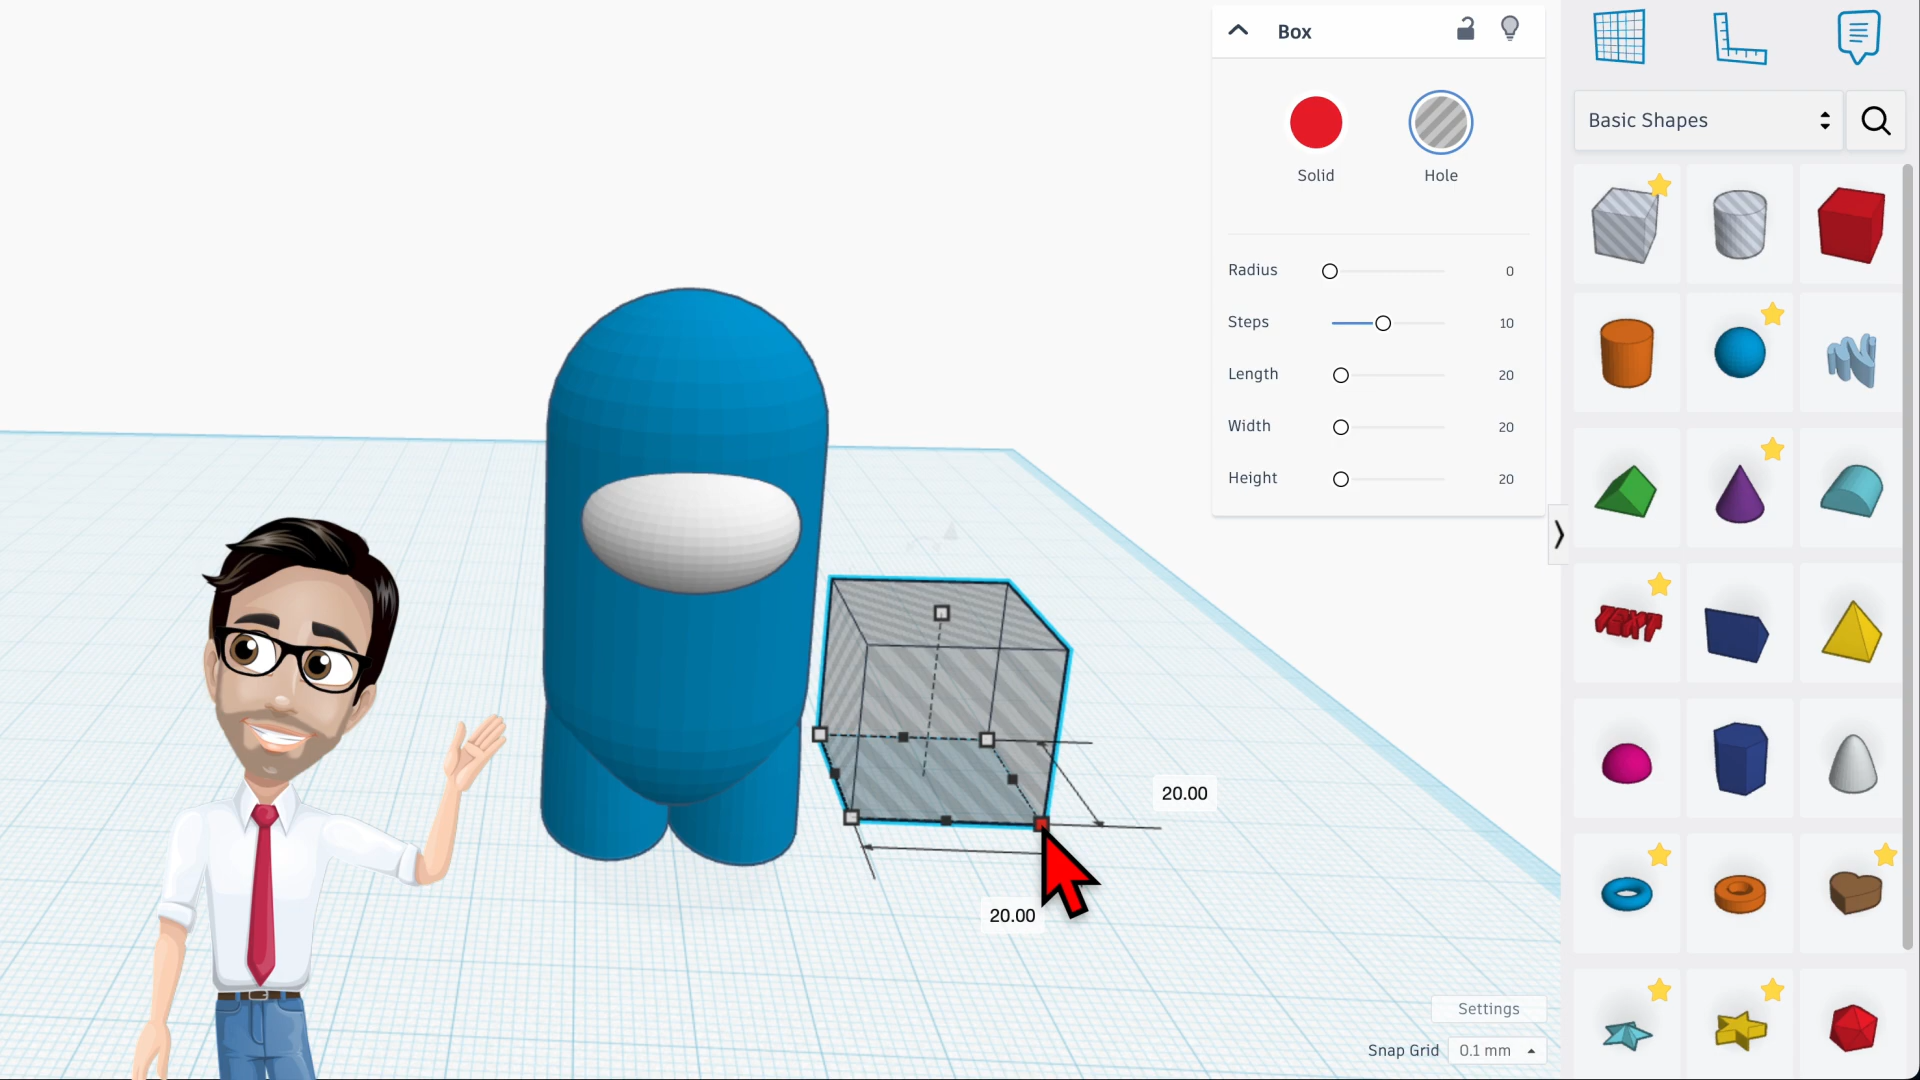 Box
Solid
Hole
Radius
0
Steps
10
Length
20
Width
20
Height
20
Basic Shapes
TEXT
20.00
20.00
Settings
Snap Grid
0.1 mm